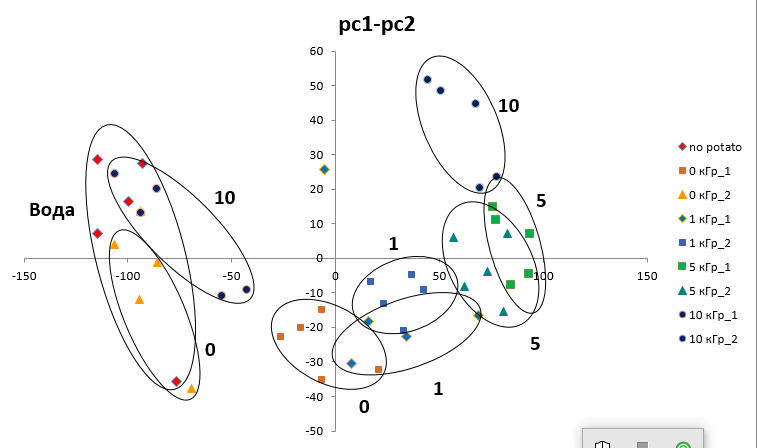 pc1-pc2
60
50
40
30
20
10
0
-10
-20
-30
-40
-50
-150
-100
-50
0
50
100
150
Вода
10
0
10
5
1
5
1
0
no potato
0 кГр_1
0 кГр_2
1 кГр_1
1 кГр_2
5 кГр_1
5 кГр_2
10 кГр_1
10 кГр_2